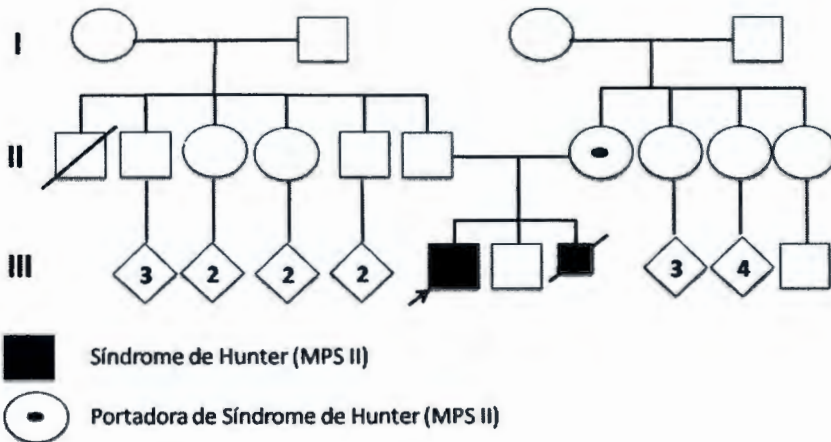 I
II
III
3 2 2 2 3 4
Síndrome de Hunter (MPS II)
Portadora de Síndrome de Hunter (MPS II)